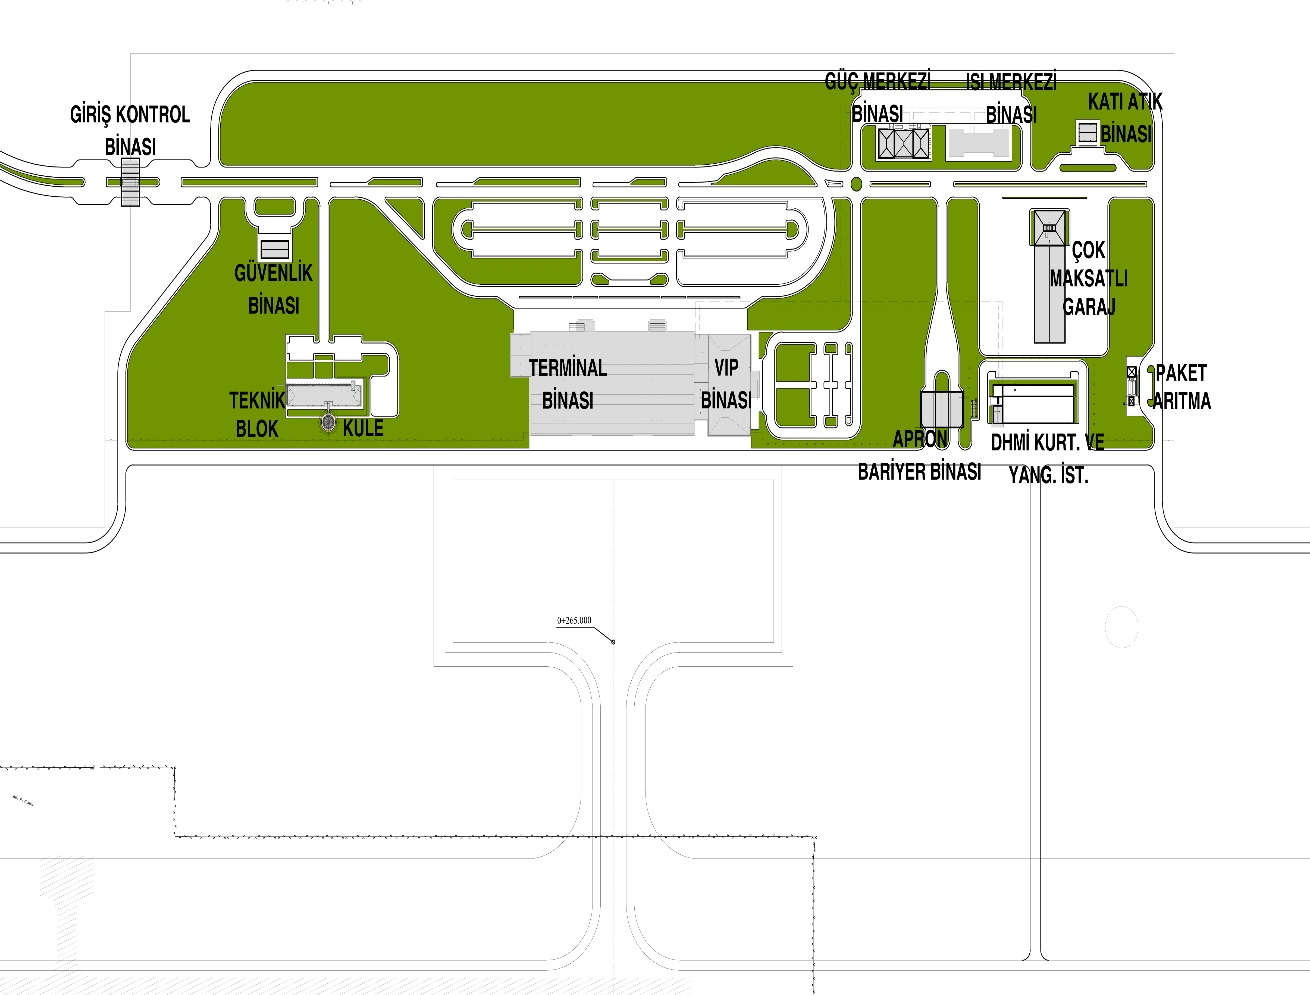 GÜÇ MERKEZİ
BİNASI
ISI MERKEZİ
BİNASI
KATI ATIK
BİNASI
GİRİŞ KONTROL
BİNASI
GÜVENLİK
BİNASI
ÇOK
MAKSATLI
GARAJ
TERMİNAL
BİNASI
VIP
BİNASI
PAKET
ARITMA
TEKNİK
BLOK
KULE
APRON
BARİYER BİNASI
DHMİ KURT. VE
YANG. İST.
0+265.000